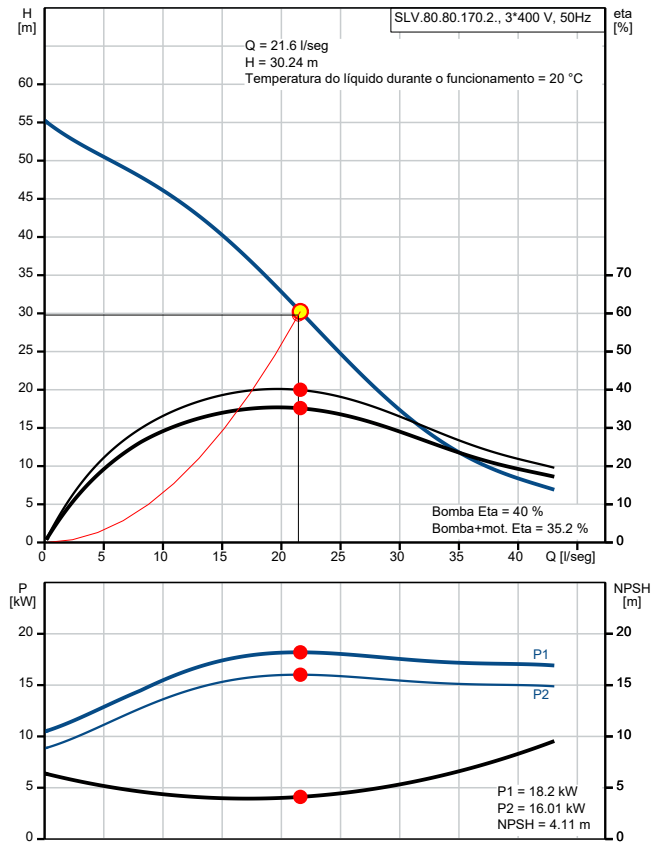 H
[m]
SLV.80.80.170.2., 3*400 V, 50Hz
eta
[%]
Q = 21.6 l/seg
H = 30.24 m
Temperatura do líquido durante o funcionamento = 20 °C
60
55
50
45
40
35
30
25
20
15
10
5
0
70
60
50
40
30
20
10
0
Bomba Eta = 40 %
Bomba+mot. Eta = 35.2 %
0
5
10
15
20
25
30
35
40
Q [l/seg]
P
[kW]
NPSH
[m]
20
15
10
5
0
20
15
10
5
0
P1
P2
P1 = 18.2 kW
P2 = 16.01 kW
NPSH = 4.11 m